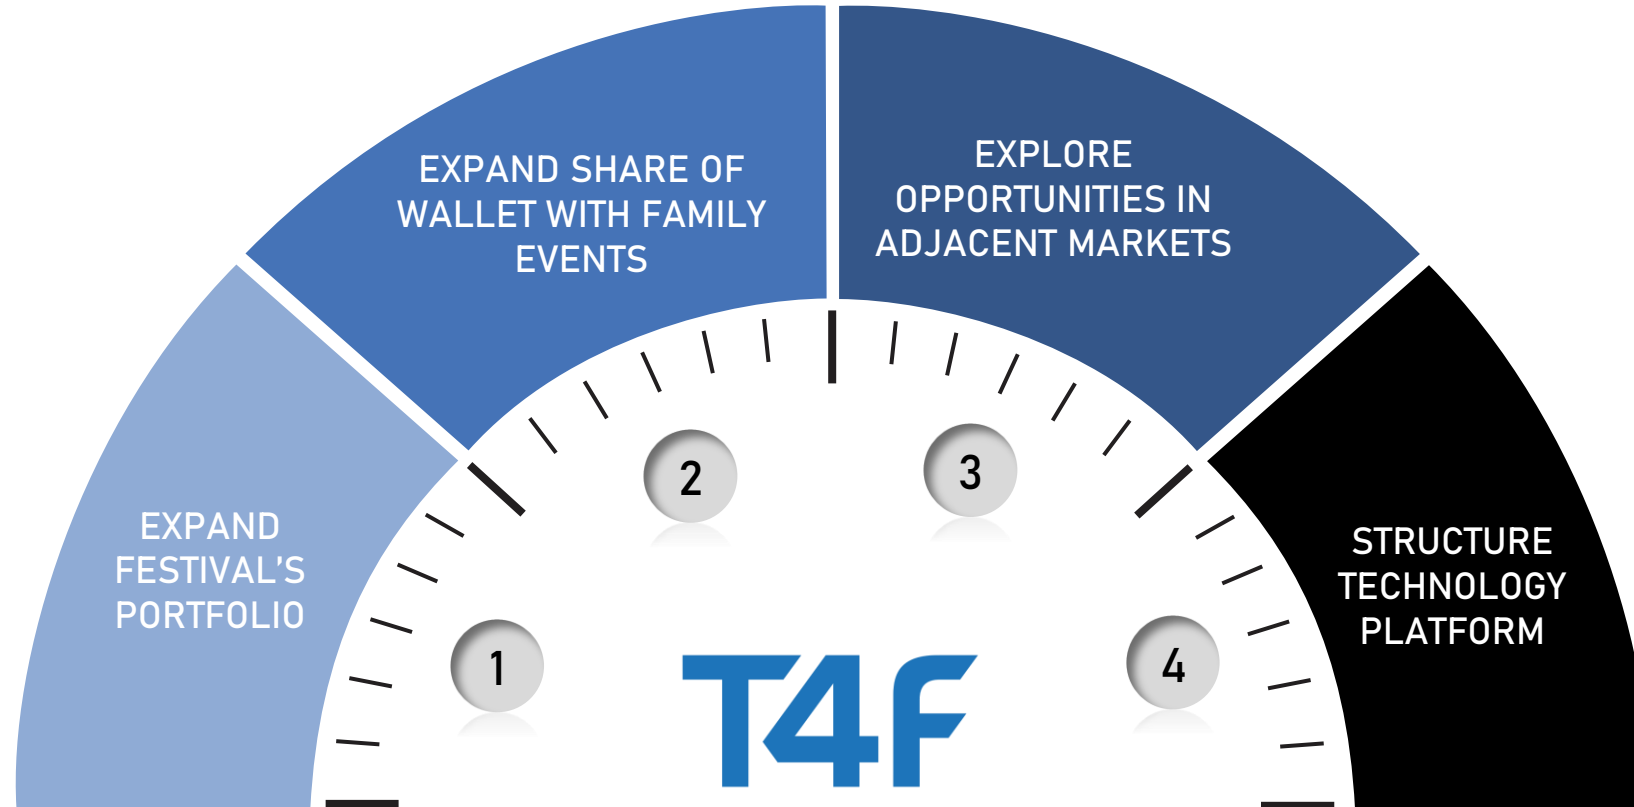 EXPAND
FESTIVAL'S
PORTFOLIO
EXPAND SHARE OF
WALLET WITH FAMILY
EVENTS
EXPLORE
OPPORTUNITIES IN
ADJACENT MARKETS
STRUCTURE
TECHNOLOGY
PLATFORM
1
2
3
4
T4F